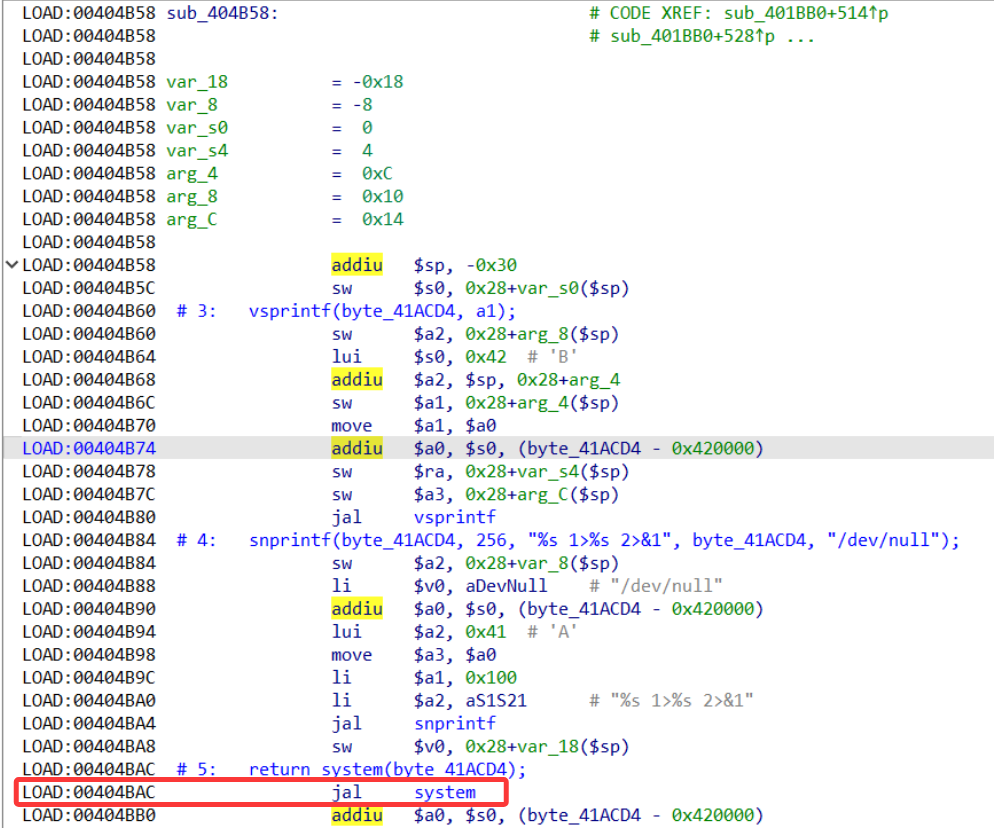 LOAD:00404B58 sub_404B58: # CODE XREF: sub_401BB0+514↑p
LOAD:00404B58 # sub_401BB0+528↑p ...
LOAD:00404B58
LOAD:00404B58 var_18 = -0x18
LOAD:00404B58 var_8 = -8
LOAD:00404B58 var_s0 = 0
LOAD:00404B58 var_s4 = 4
LOAD:00404B58 arg_4 = 0xC
LOAD:00404B58 arg_8 = 0x10
LOAD:00404B58 arg_C = 0x14
LOAD:00404B58
LOAD:00404B58 addiu $sp, -0x30
LOAD:00404B5C sw $s0, 0x28+var_s0($sp)
LOAD:00404B60 # 3: vsprintf(byte_41ACD4, a1);
LOAD:00404B60 sw $a2, 0x28+arg_8($sp)
LOAD:00404B64 lui $s0, 0x42 # 'B'
LOAD:00404B68 addiu $a2, $sp, 0x28+arg_4
LOAD:00404B6C sw $a1, 0x28+arg_4($sp)
LOAD:00404B70 move $a1, $a0
LOAD:00404B74 addiu $a0, $s0, (byte_41ACD4 - 0x420000)
LOAD:00404B78 sw $ra, 0x28+var_s4($sp)
LOAD:00404B7C sw $a3, 0x28+arg_C($sp)
LOAD:00404B80 jal vsprintf
LOAD:00404B84 # 4: snprintf(byte_41ACD4, 256, "%s 1>%s 2>&1", byte_41ACD4, "/dev/null");
LOAD:00404B84 sw $a2, 0x28+var_8($sp)
LOAD:00404B88 li $v0, aDevNull # "/dev/null"
LOAD:00404B90 addiu $a0, $s0, (byte_41ACD4 - 0x420000)
LOAD:00404B94 lui $a2, 0x41 # 'A'
LOAD:00404B98 move $a3, $a0
LOAD:00404B9C li $a1, 0x100
LOAD:00404BA0 li $a2, aS1S21 # "%s 1>%s 2>&1"
LOAD:00404BA4 jal snprintf
LOAD:00404BA8 sw $v0, 0x28+var_18($sp)
LOAD:00404BAC # 5: return system(byte_41ACD4);
LOAD:00404BAC jal system
LOAD:00404BB0 addiu $a0, $s0, (byte_41ACD4 - 0x420000)